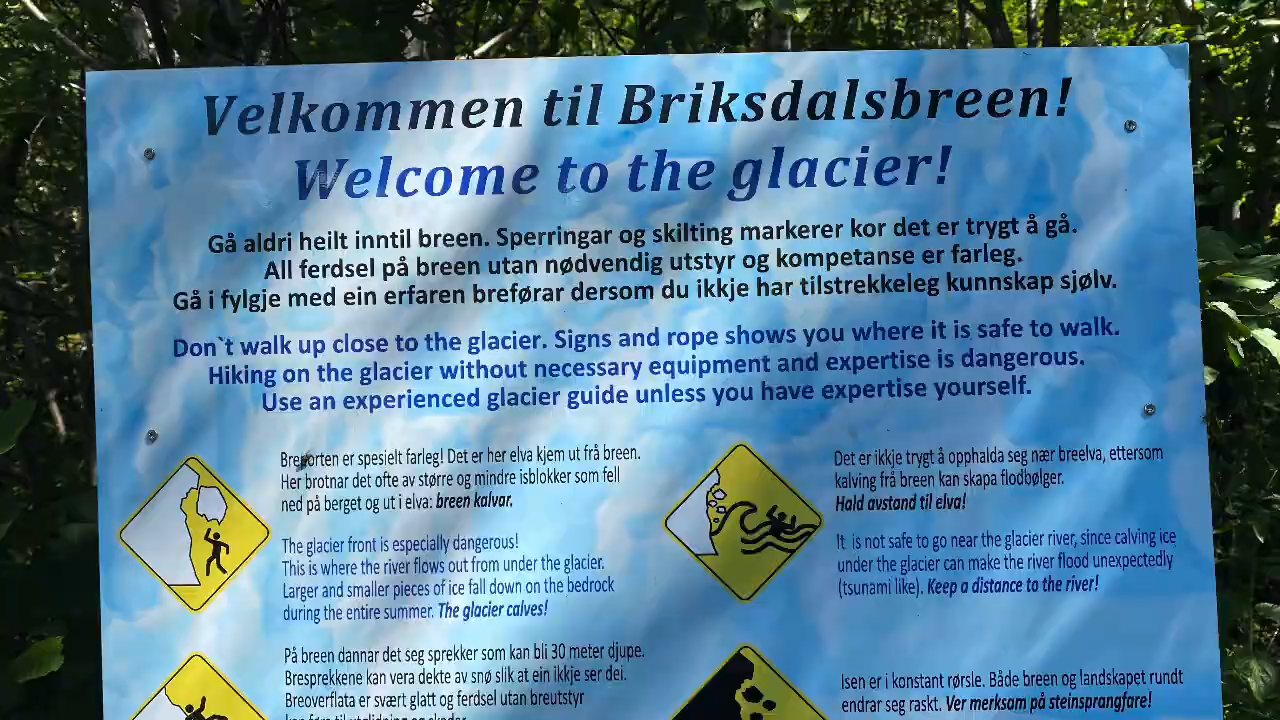 Velkommen til Briksdalsbreen!
Welcome to the glacier!
Gå aldri heilt inntil breen. Sperringar og skilting markerer kor det er trygt å gå.
All ferdsel på breen utan nødvendig utstyr og kompetanse er farleg.
Gå i fylgje med ein erfaren breførar dersom du ikkje har tilstrekkeleg kunnskap sjølv.
Don`t walk up close to the glacier. Signs and rope shows you where it is safe to walk.
Hiking on the glacier without necessary equipment and expertise is dangerous.
Use an experienced glacier guide unless you have expertise yourself.
Breporten er spesielt farleg! Det er her elva kjem ut frå breen.
Her brotnar det ofte av større og mindre isblokker som fell
ned på berget og ut i elva: breen kalvar.
The glacier front is especially dangerous!
This is where the river flows out from under the glacier.
Larger and smaller pieces of ice fall down on the bedrock
during the entire summer. The glacier calves!
Det er ikkje trygt å opphalda seg nær breelva, ettersom
kalving frå breen kan skapa flodbølger.
Hald avstand til elva!
It is not safe to go near the glacier river, since calving ice
under the glacier can make the river flood unexpectedly
(tsunami like). Keep a distance to the river!
På breen dannar det seg sprekker som kan bli 30 meter djupe.
Bresprekkene kan vera dekte av snø slik at ein ikkje ser dei.
Breoverflata er svært glatt og ferdsel utan breutstyr
Isen er i konstant rørsle. Både breen og landskapet rundt
endrar seg raskt. Ver merksom på steinsprangfare!